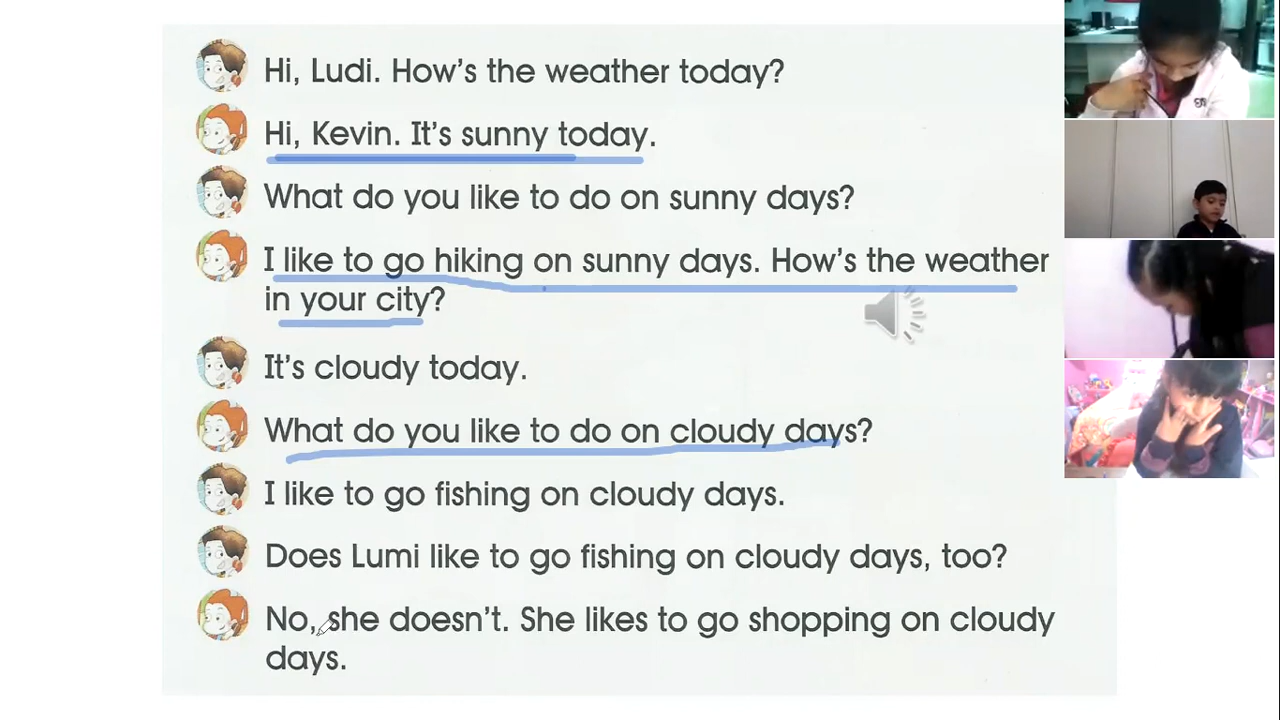 Hi, Ludi. How's the weather today?
Hi, Kevin. It's sunny today.
What do you like to do on sunny days?
I like to go hiking on sunny days. How's the weather
in your city?
It's cloudy today.
What do you like to do on cloudy days?
I like to go fishing on cloudy days.
Does Lumi like to go fishing on cloudy days, too?
No, she doesn't. She likes to go shopping on cloudy
days.